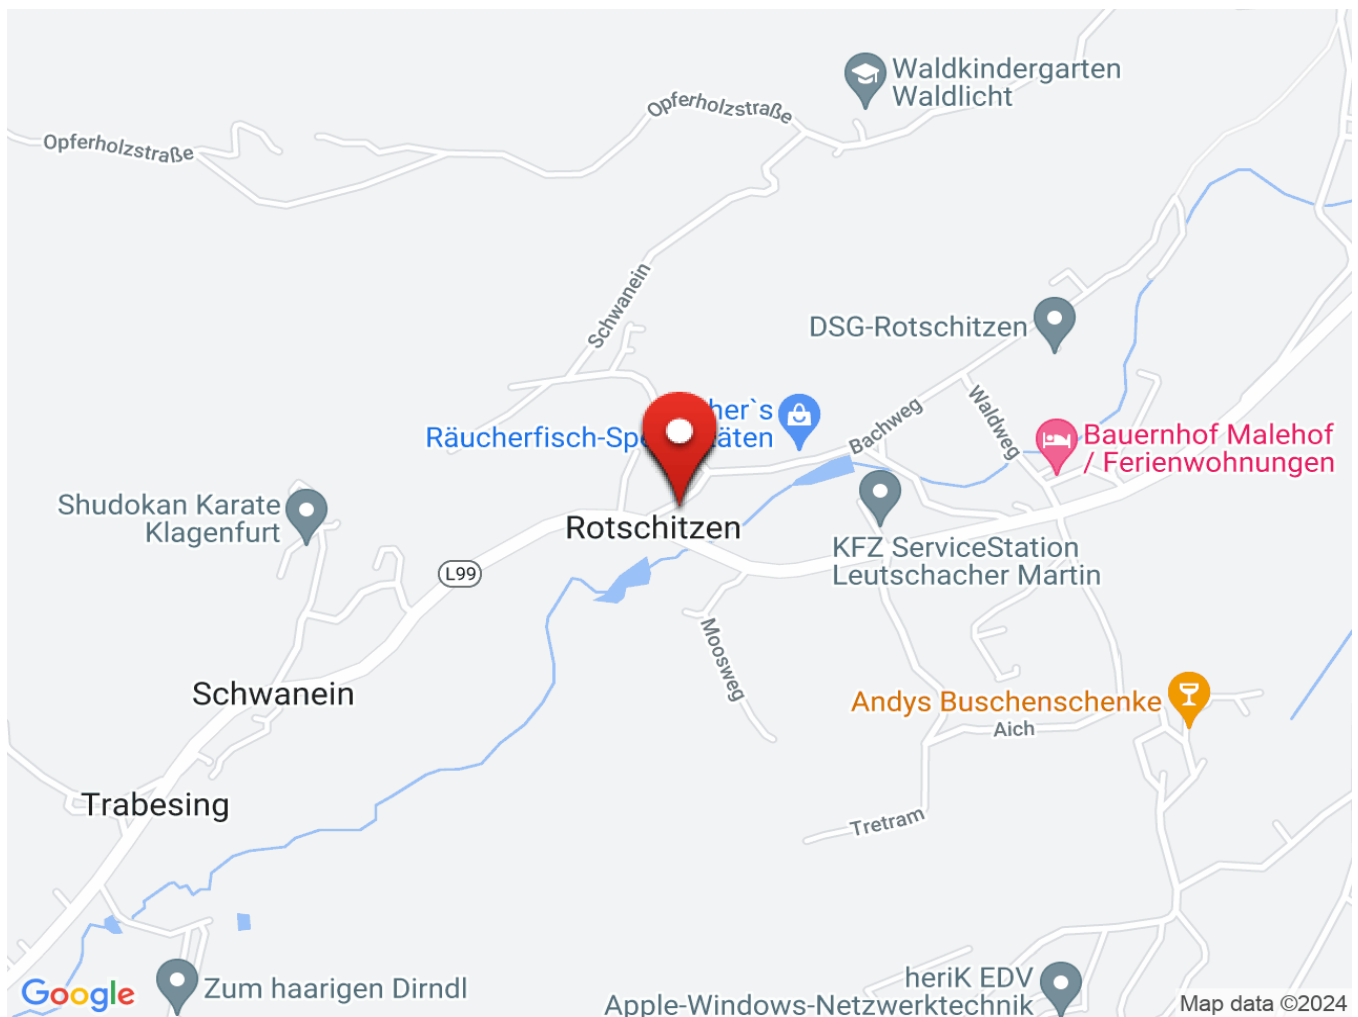 Waldkindergarten
Waldlicht
Opferholzstraße
Opferholzstraße
Schwanein
DSG-Rotschitzen
Waldweg
her`s
Räucherfisch-Spe
äten
Bachweg
Bauernhof Malehof
/ Ferienwohnungen
Shudokan Karate
Klagenfurt
Rotschitzen
KFZ ServiceStation
Leutschacher Martin
L99
Moosweg
Schwanein
Andys Buschenschenke
Aich
Trabesing
Tretram
Zum haarigen Dirndl
heriK EDV
Apple-Windows-Netzwerktechnik
Google
Map data ©2024